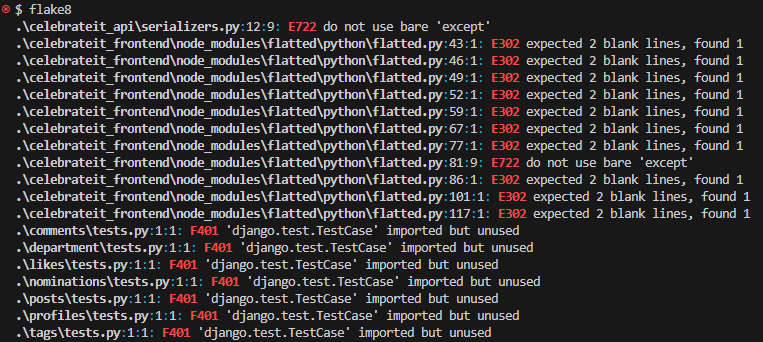 $ flake8
.\celebrateit_api\serializers.py:12:9: E722 do not use bare 'except'
.\celebrateit_frontend\node_modules\flatted\python\flatted.py:43:1: E302 expected 2 blank lines, found 1
.\celebrateit_frontend\node_modules\flatted\python\flatted.py:46:1: E302 expected 2 blank lines, found 1
.\celebrateit_frontend\node_modules\flatted\python\flatted.py:49:1: E302 expected 2 blank lines, found 1
.\celebrateit_frontend\node_modules\flatted\python\flatted.py:52:1: E302 expected 2 blank lines, found 1
.\celebrateit_frontend\node_modules\flatted\python\flatted.py:59:1: E302 expected 2 blank lines, found 1
.\celebrateit_frontend\node_modules\flatted\python\flatted.py:67:1: E302 expected 2 blank lines, found 1
.\celebrateit_frontend\node_modules\flatted\python\flatted.py:77:1: E302 expected 2 blank lines, found 1
.\celebrateit_frontend\node_modules\flatted\python\flatted.py:81:9: E722 do not use bare 'except'
.\celebrateit_frontend\node_modules\flatted\python\flatted.py:86:1: E302 expected 2 blank lines, found 1
.\celebrateit_frontend\node_modules\flatted\python\flatted.py:101:1: E302 expected 2 blank lines, found 1
.\celebrateit_frontend\node_modules\flatted\python\flatted.py:117:1: E302 expected 2 blank lines, found 1
.\comments\tests.py:1:1: F401 'django.test.TestCase' imported but unused
.\department\tests.py:1:1: F401 'django.test.TestCase' imported but unused
.\likes\tests.py:1:1: F401 'django.test.TestCase' imported but unused
.\nominations\tests.py:1:1: F401 'django.test.TestCase' imported but unused
.\posts\tests.py:1:1: F401 'django.test.TestCase' imported but unused
.\profiles\tests.py:1:1: F401 'django.test.TestCase' imported but unused
.\tags\tests.py:1:1: F401 'django.test.TestCase' imported but unused